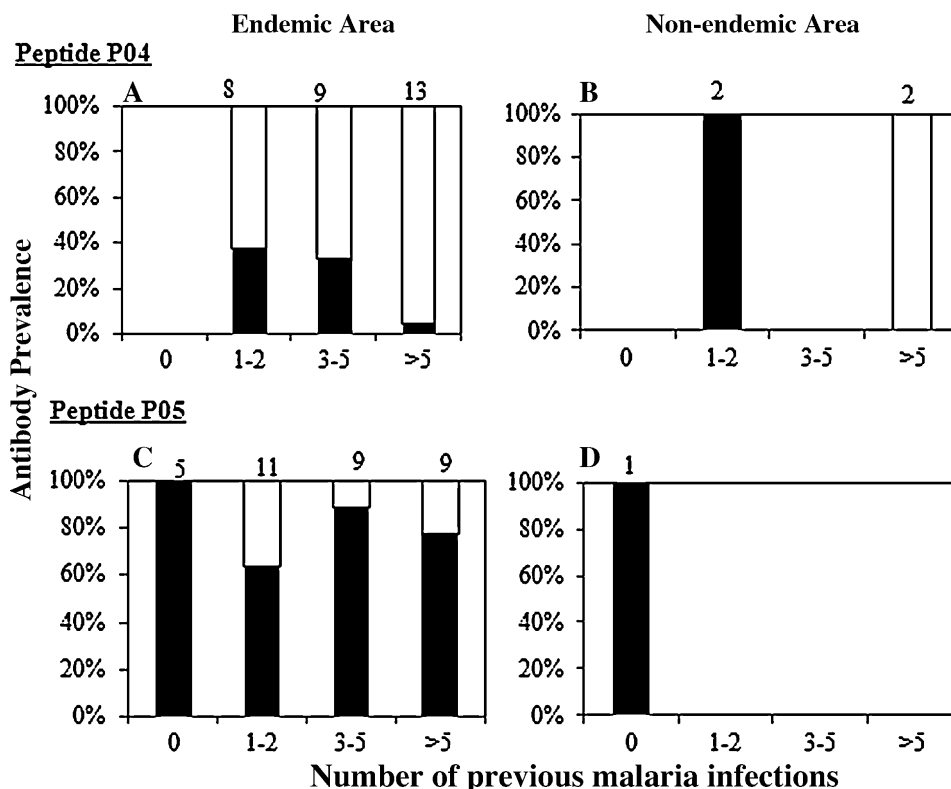 Endemic Area
Non-endemic Area
Peptide P04
A
8 9 13
100%
80%
60%
40%
20%
0%
0 1-2 3-5 >5
B
2 2
100%
80%
60%
40%
20%
0%
0 1-2 3-5 >5
Antibody Prevalence
Peptide P05
C
5 11 9 9
100%
80%
60%
40%
20%
0%
0 1-2 3-5 >5
D
1
100%
80%
60%
40%
20%
0%
0 1-2 3-5 >5
Number of previous malaria infections